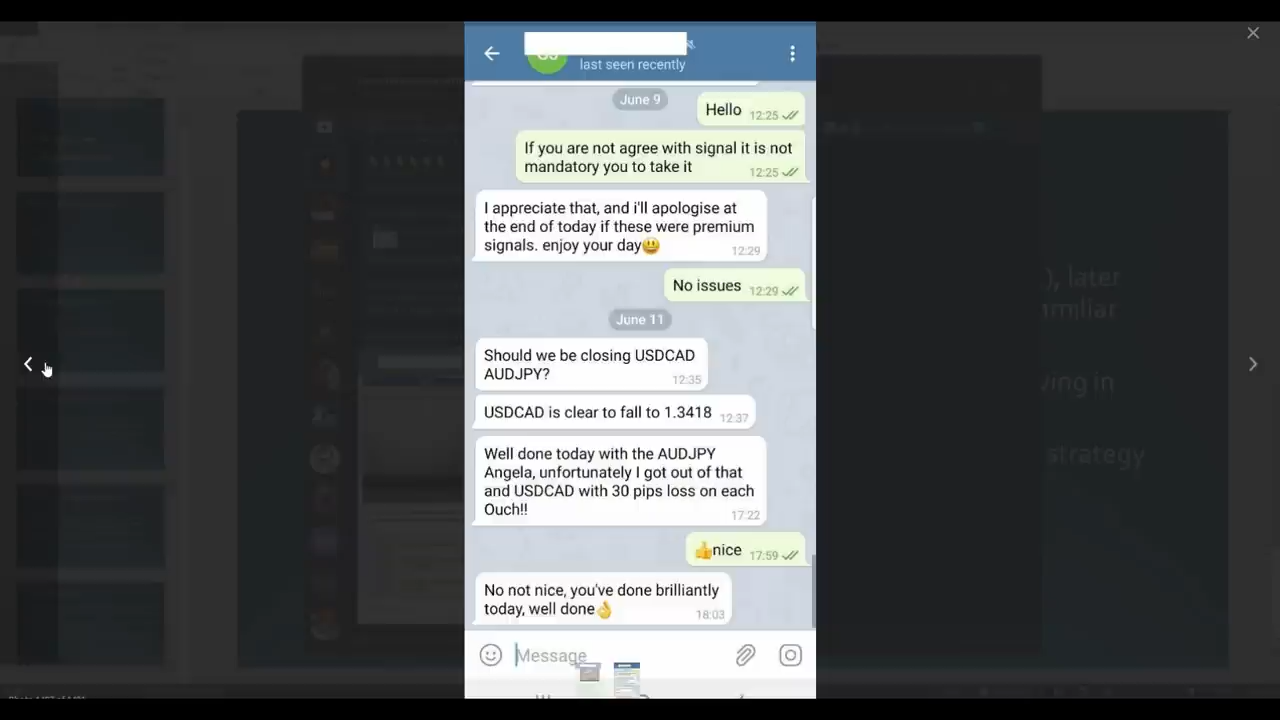 last seen recently
June 9
Hello 12:25
If you are not agree with signal it is not
mandatory you to take it 12:25
I appreciate that, and i'll apologise at
the end of today if these were premium
signals. enjoy your day😃 12:29
No issues 12:29
June 11
Should we be closing USDCAD
AUDJPY? 12:35
USDCAD is clear to fall to 1.3418 12:37
Well done today with the AUDJPY
Angela, unfortunately I got out of that
and USDCAD with 30 pips loss on each
Ouch!! 17:22
👍nice 17:59
No not nice, you've done brilliantly
today, well done👌 18:03
Message
), later
ving in
strategy